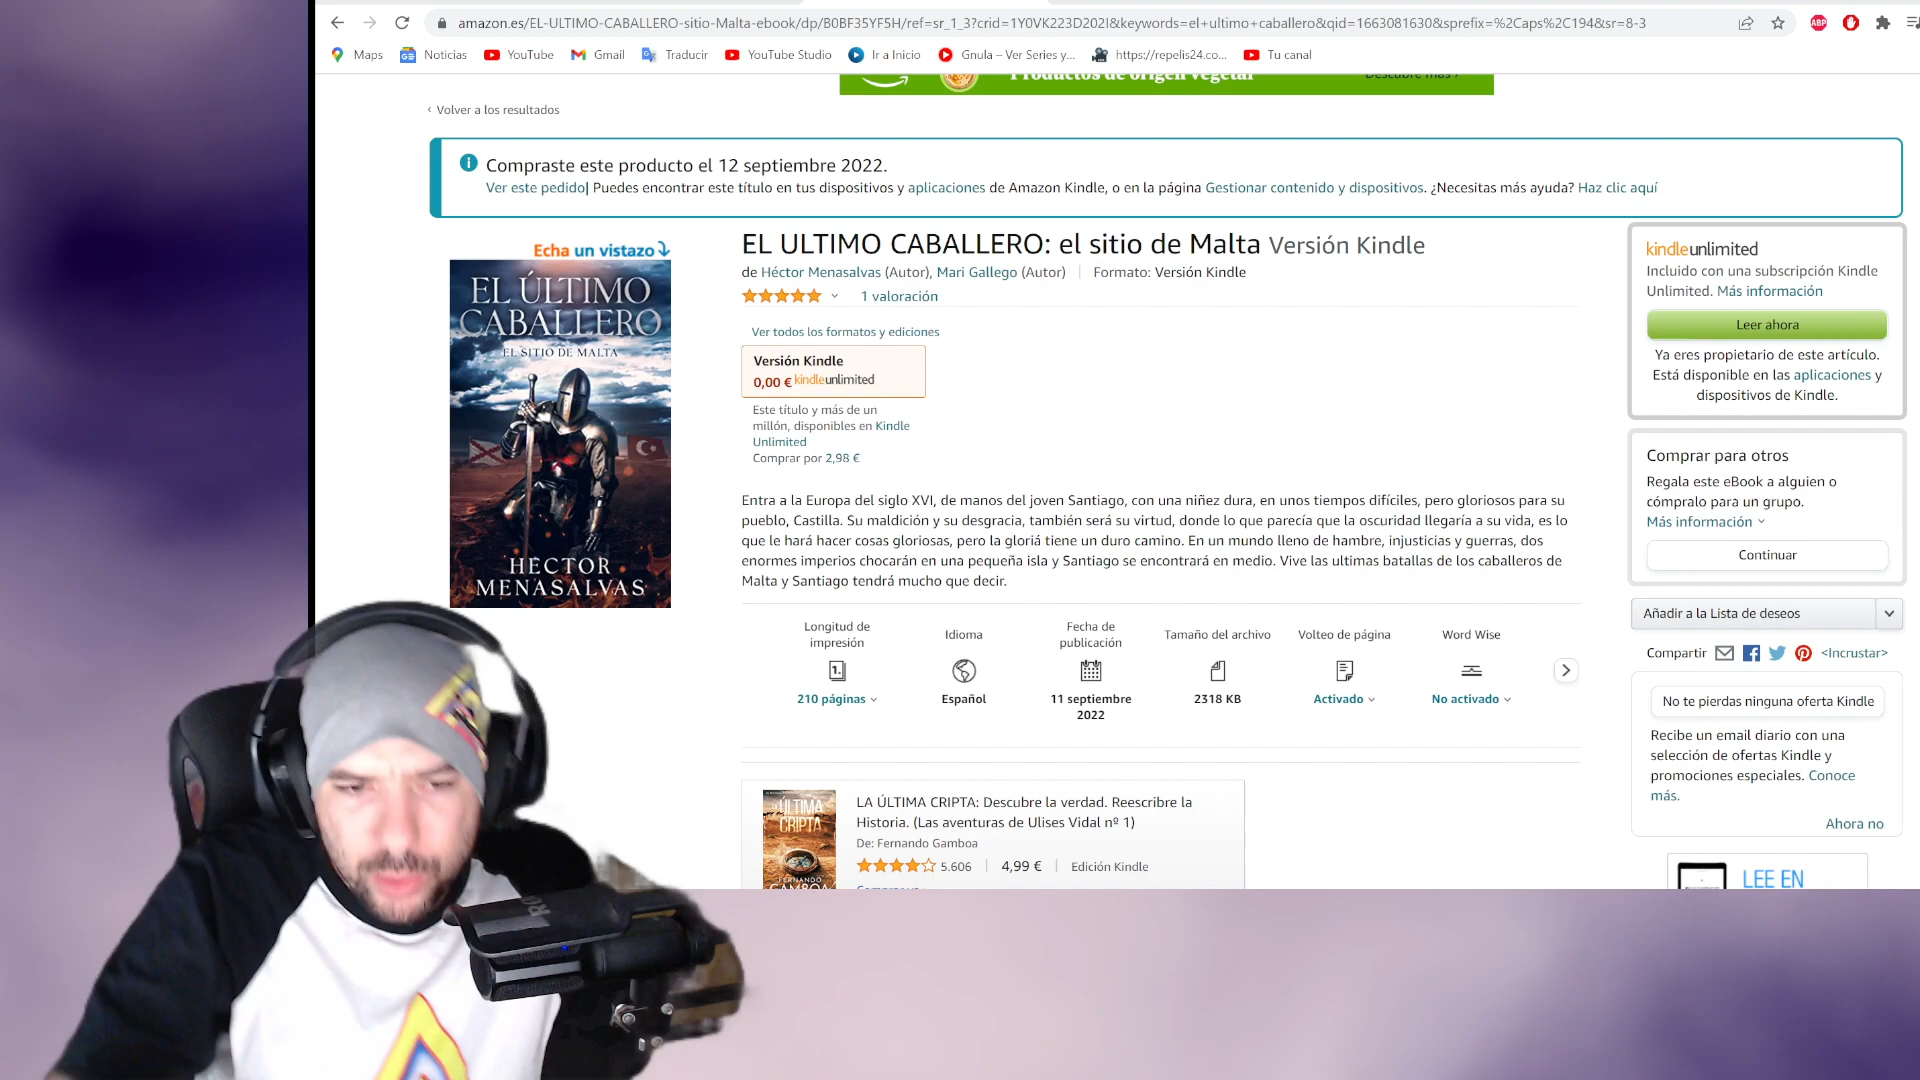 amazon.es/EL-ULTIMO-CABALLERO-sitio-Malta-ebook/dp/B0BF35YF5H/ref=sr_1_3?crid=1Y0VK223D202I&keywords=el+ultimo+caballero&qid=1663081630&sprefix=%2Caps%2C194&sr=8-3
ABP
Maps
Noticias
YouTube
Gmail
Traducir
YouTube Studio
Ir a Inicio
Gnula – Ver Series y...
https://repelis24.co...
Tu canal
Productos de origen vegetal
Descubre más ›
‹ Volver a los resultados
Compraste este producto el 12 septiembre 2022.
Ver este pedido| Puedes encontrar este título en tus dispositivos y aplicaciones de Amazon Kindle, o en la página Gestionar contenido y dispositivos. ¿Necesitas más ayuda? Haz clic aquí
Echa un vistazo
EL ÚLTIMO
CABALLERO
EL SITIO DE MALTA
HECTOR
MENASALVAS
EL ULTIMO CABALLERO: el sitio de Malta Versión Kindle
de Héctor Menasalvas (Autor), Mari Gallego (Autor) | Formato: Versión Kindle
1 valoración
Ver todos los formatos y ediciones
Versión Kindle
0,00 € kindleunlimited
Este título y más de un
millón, disponibles en Kindle
Unlimited
Comprar por 2,98 €
Entra a la Europa del siglo XVI, de manos del joven Santiago, con una niñez dura, en unos tiempos difíciles, pero gloriosos para su
pueblo, Castilla. Su maldición y su desgracia, también será su virtud, donde lo que parecía que la oscuridad llegaría a su vida, es lo
que le hará hacer cosas gloriosas, pero la gloriá tiene un duro camino. En un mundo lleno de hambre, injusticias y guerras, dos
enormes imperios chocarán en una pequeña isla y Santiago se encontrará en medio. Vive las ultimas batallas de los caballeros de
Malta y Santiago tendrá mucho que decir.
Longitud de
impresión
210 páginas
Idioma
Español
Fecha de
publicación
11 septiembre
2022
Tamaño del archivo
2318 KB
Volteo de página
Activado
Word Wise
No activado
LA ÚLTIMA
CRIPTA
FERNANDO
GAMBOA
LA ÚLTIMA CRIPTA: Descubre la verdad. Reescribre la
Historia. (Las aventuras de Ulises Vidal nº 1)
De: Fernando Gamboa
5.606 | 4,99 € | Edición Kindle
kindleunlimited
Incluido con una subscripción Kindle
Unlimited. Más información
Leer ahora
Ya eres propietario de este artículo.
Está disponible en las aplicaciones y
dispositivos de Kindle.
Comprar para otros
Regala este eBook a alguien o
cómpralo para un grupo.
Más información
Continuar
Añadir a la Lista de deseos
Compartir
<Incrustar>
No te pierdas ninguna oferta Kindle
Recibe un email diario con una
selección de ofertas Kindle y
promociones especiales. Conoce
más.
Ahora no
LEE EN